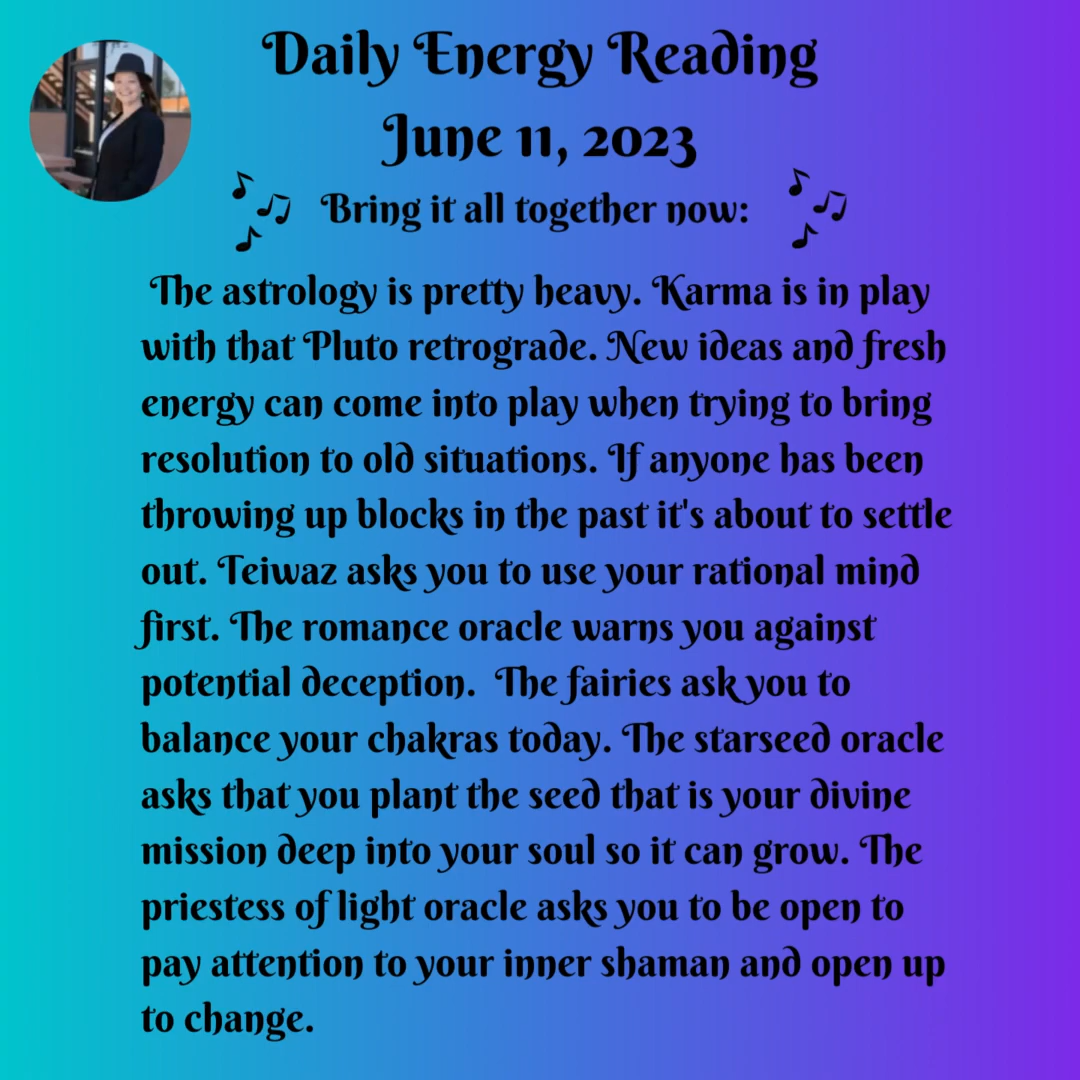 Daily Energy Reading
June 11, 2023
Bring it all together now:
The astrology is pretty heavy. Karma is in play
with that Pluto retrograde. New ideas and fresh
energy can come into play when trying to bring
resolution to old situations. If anyone has been
throwing up blocks in the past it's about to settle
out. Teiwaz asks you to use your rational mind
first. The romance oracle warns you against
potential deception. The fairies ask you to
balance your chakras today. The starseed oracle
asks that you plant the seed that is your divine
mission deep into your soul so it can grow. The
priestess of light oracle asks you to be open to
pay attention to your inner shaman and open up
to change.